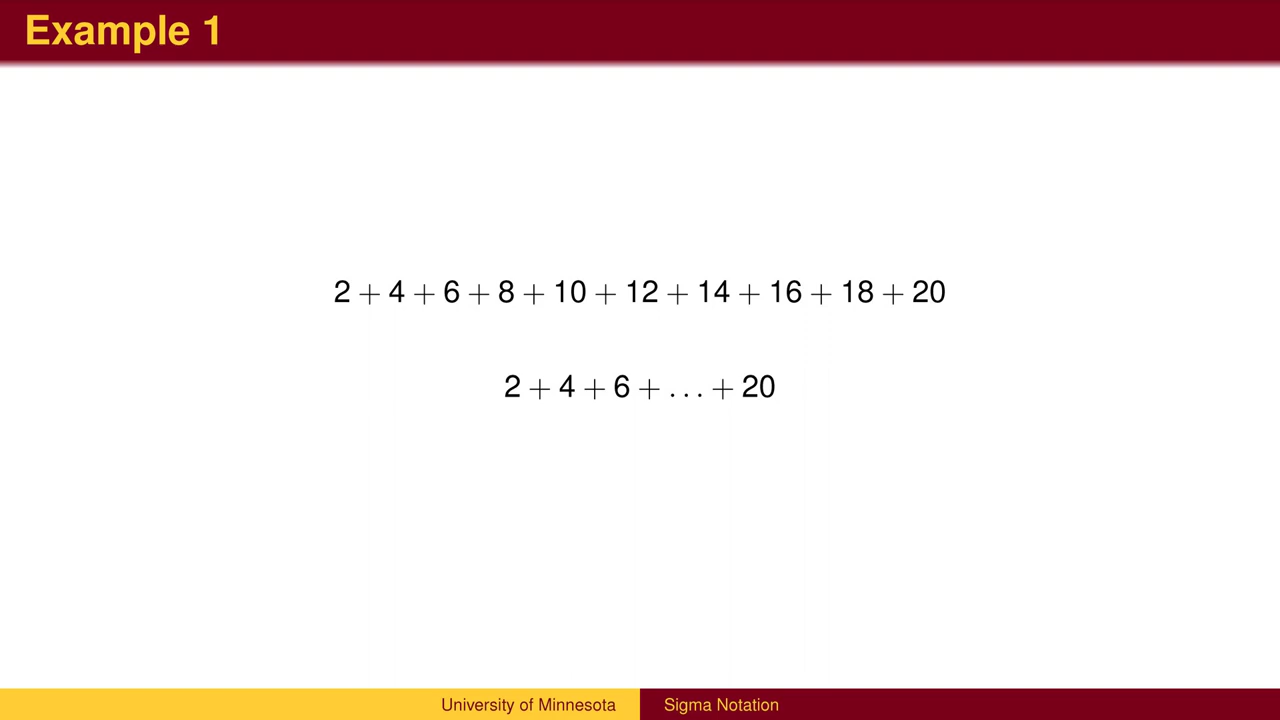 Example 1
2 + 4 + 6 + 8 + 10 + 12 + 14 + 16 + 18 + 20
2 + 4 + 6 + . . . + 20
University of Minnesota
Sigma Notation